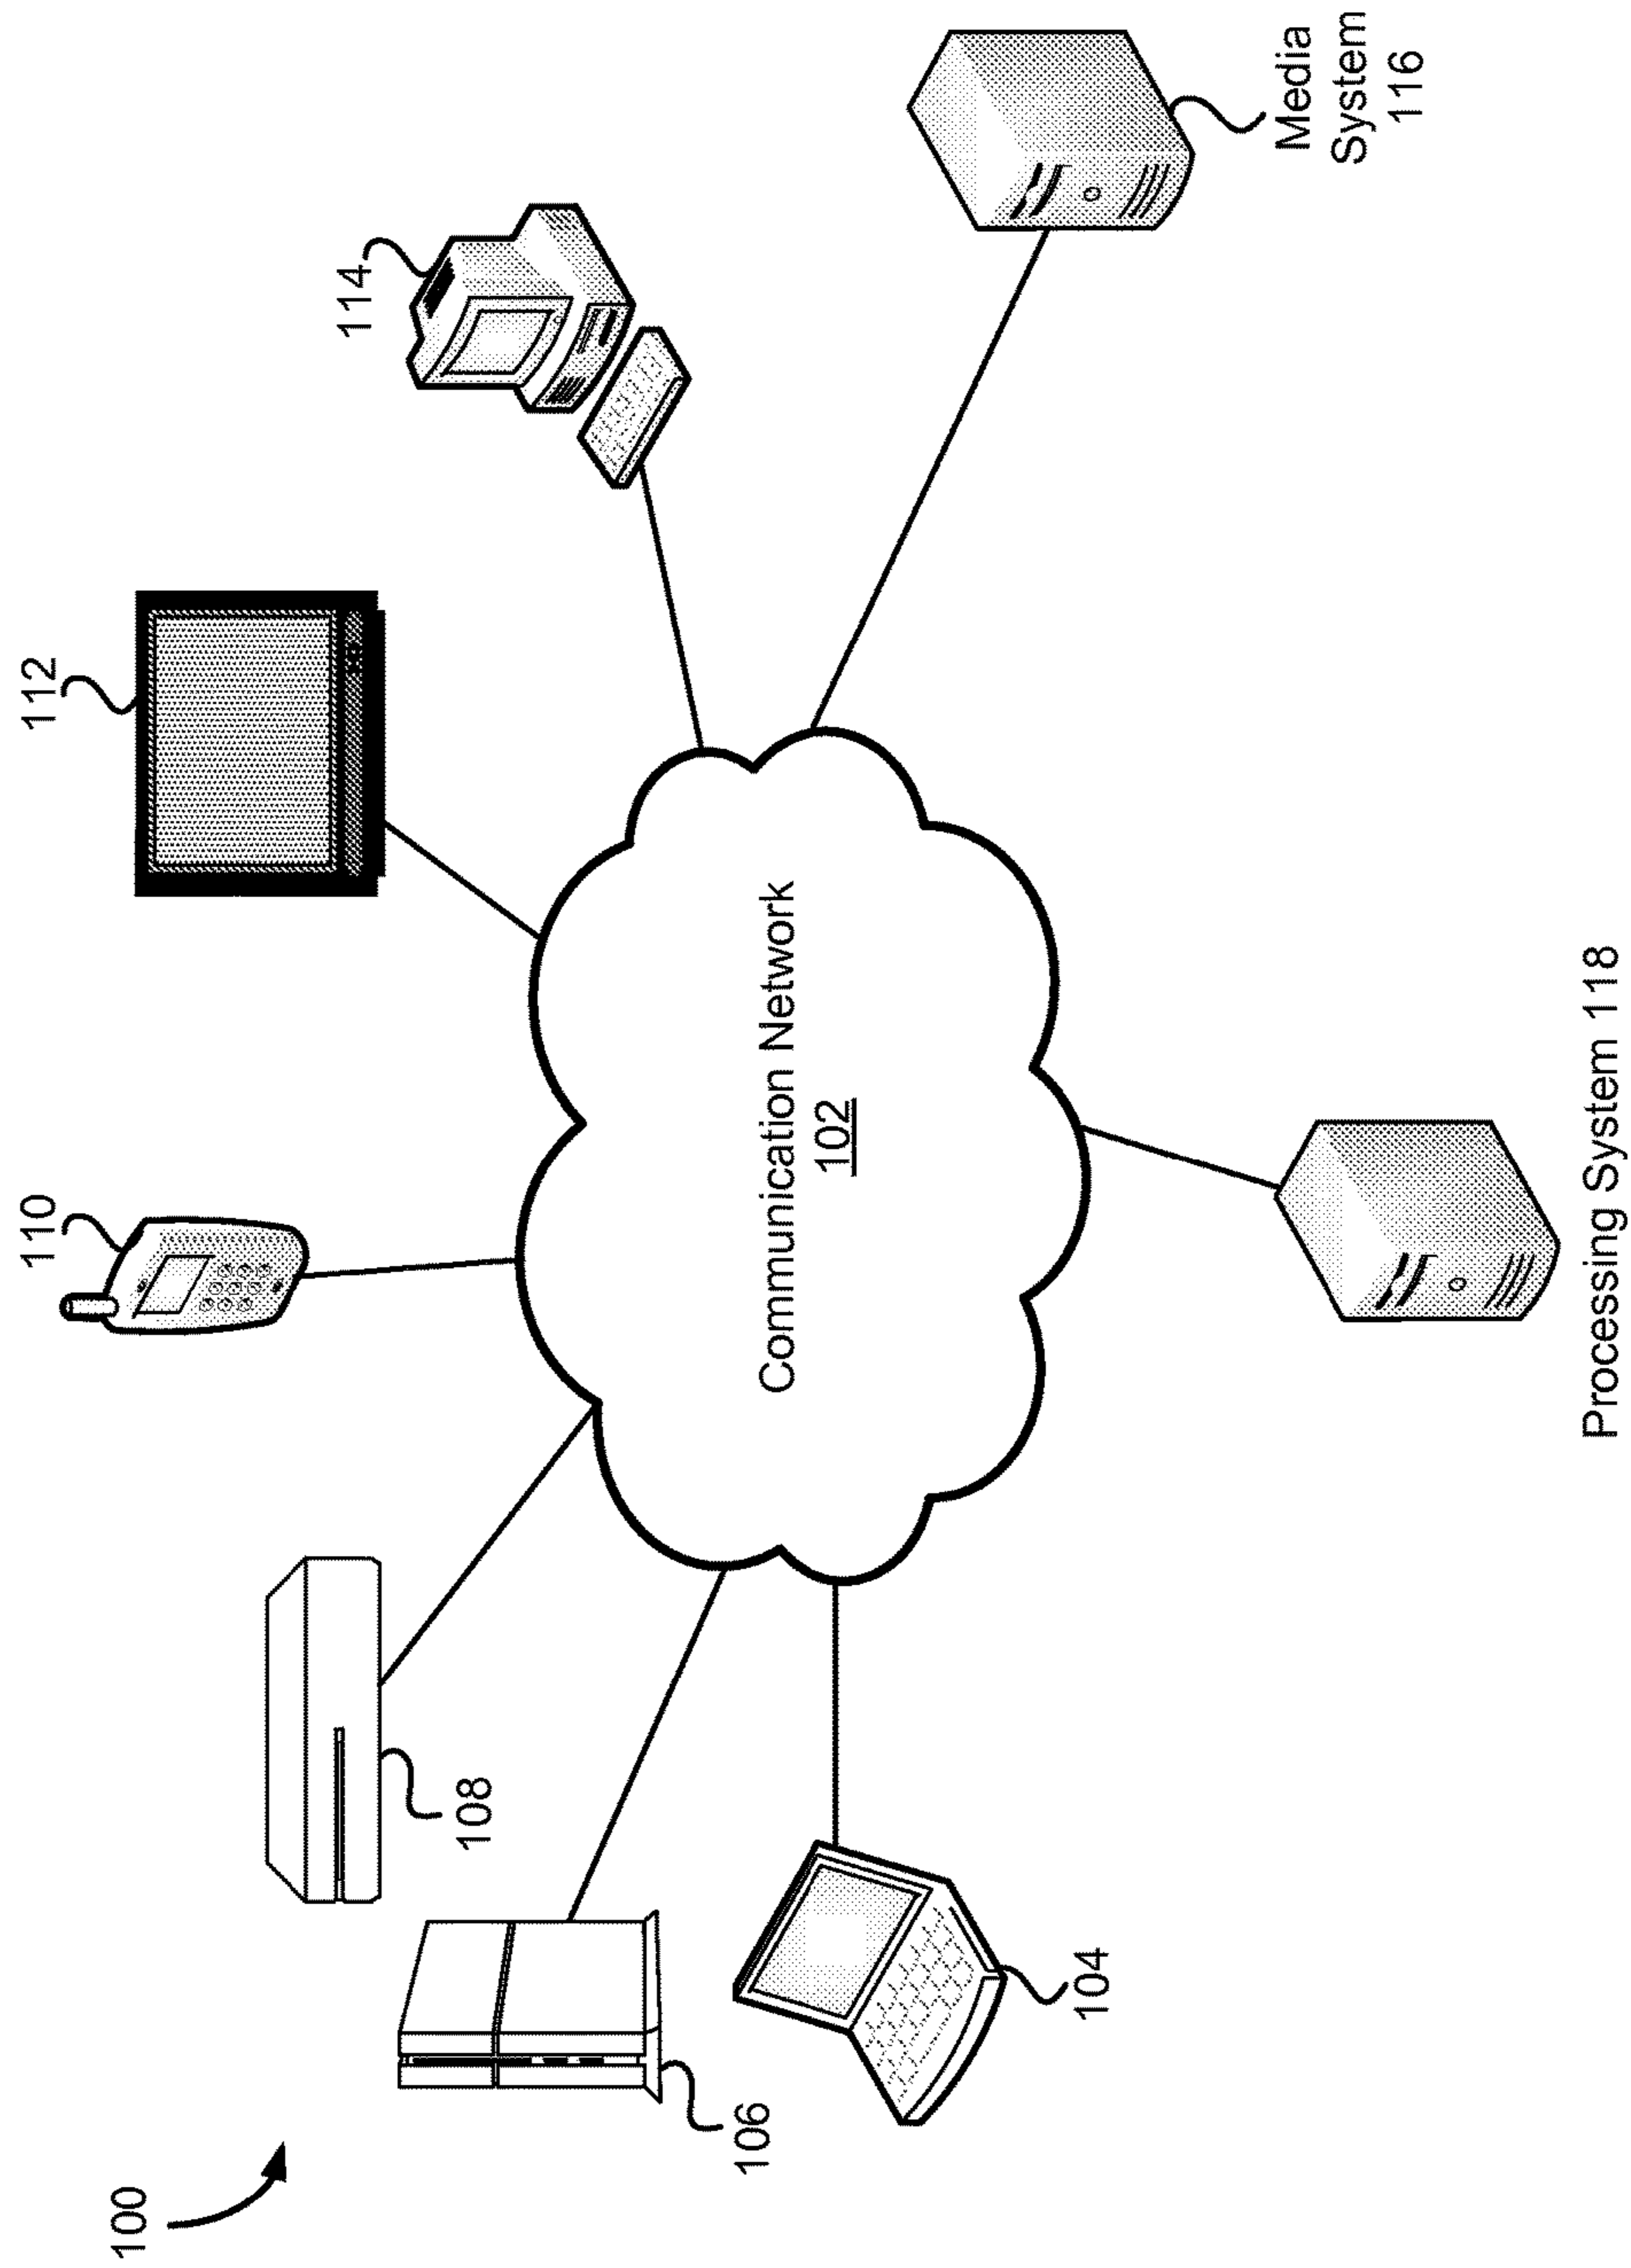 100
110
112
114
108
106
104
Communication Network
102
Media
System
116
Processing System 118